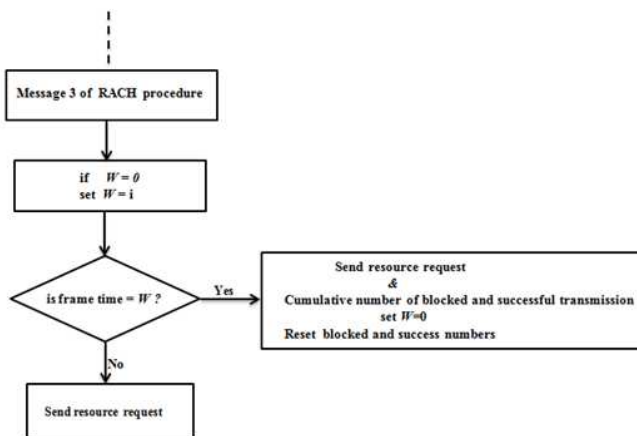 Message 3 of RACH procedure
if W = 0
set W = i
is frame time = W ?
Yes
Send resource request
&
Cumulative number of blocked and successful transmission
set W=0
Reset blocked and success numbers
No
Send resource request